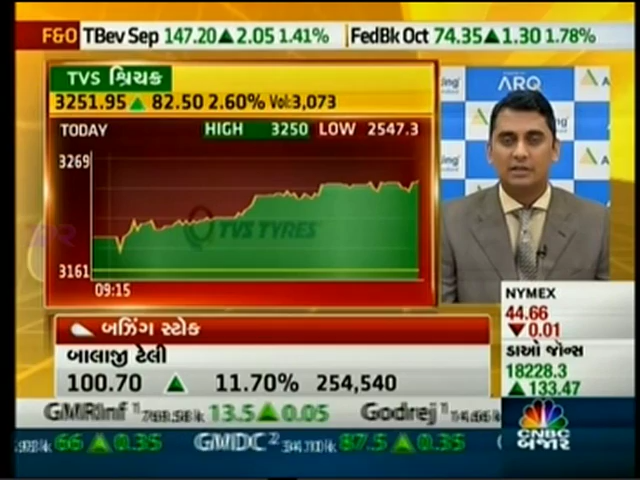 F&O TBev Sep 147.20 ▲ 2.05 1.41% FedBk Oct 74.35 ▲ 1.30 1.78%
TVS શ્રિચક્ર
3251.95 ▲ 82.50 2.60% Vol:3,073
TODAY HIGH 3250 LOW 2547.3
3269
TVS TYRES
3161
09:15
ARQ
NYMEX
44.66
▼ 0.01
ડાઓ જોન્સ
18228.3
▲ 133.47
બઝિંગ સ્ટોક
બાલાજી ટેલી
100.70 ▲ 11.70% 254,540
GMRInf 13.5 ▲ 0.05 Godrej
66 ▲ 0.35 GMDC 87.5 ▲ 0.35
CNBC
બજાર